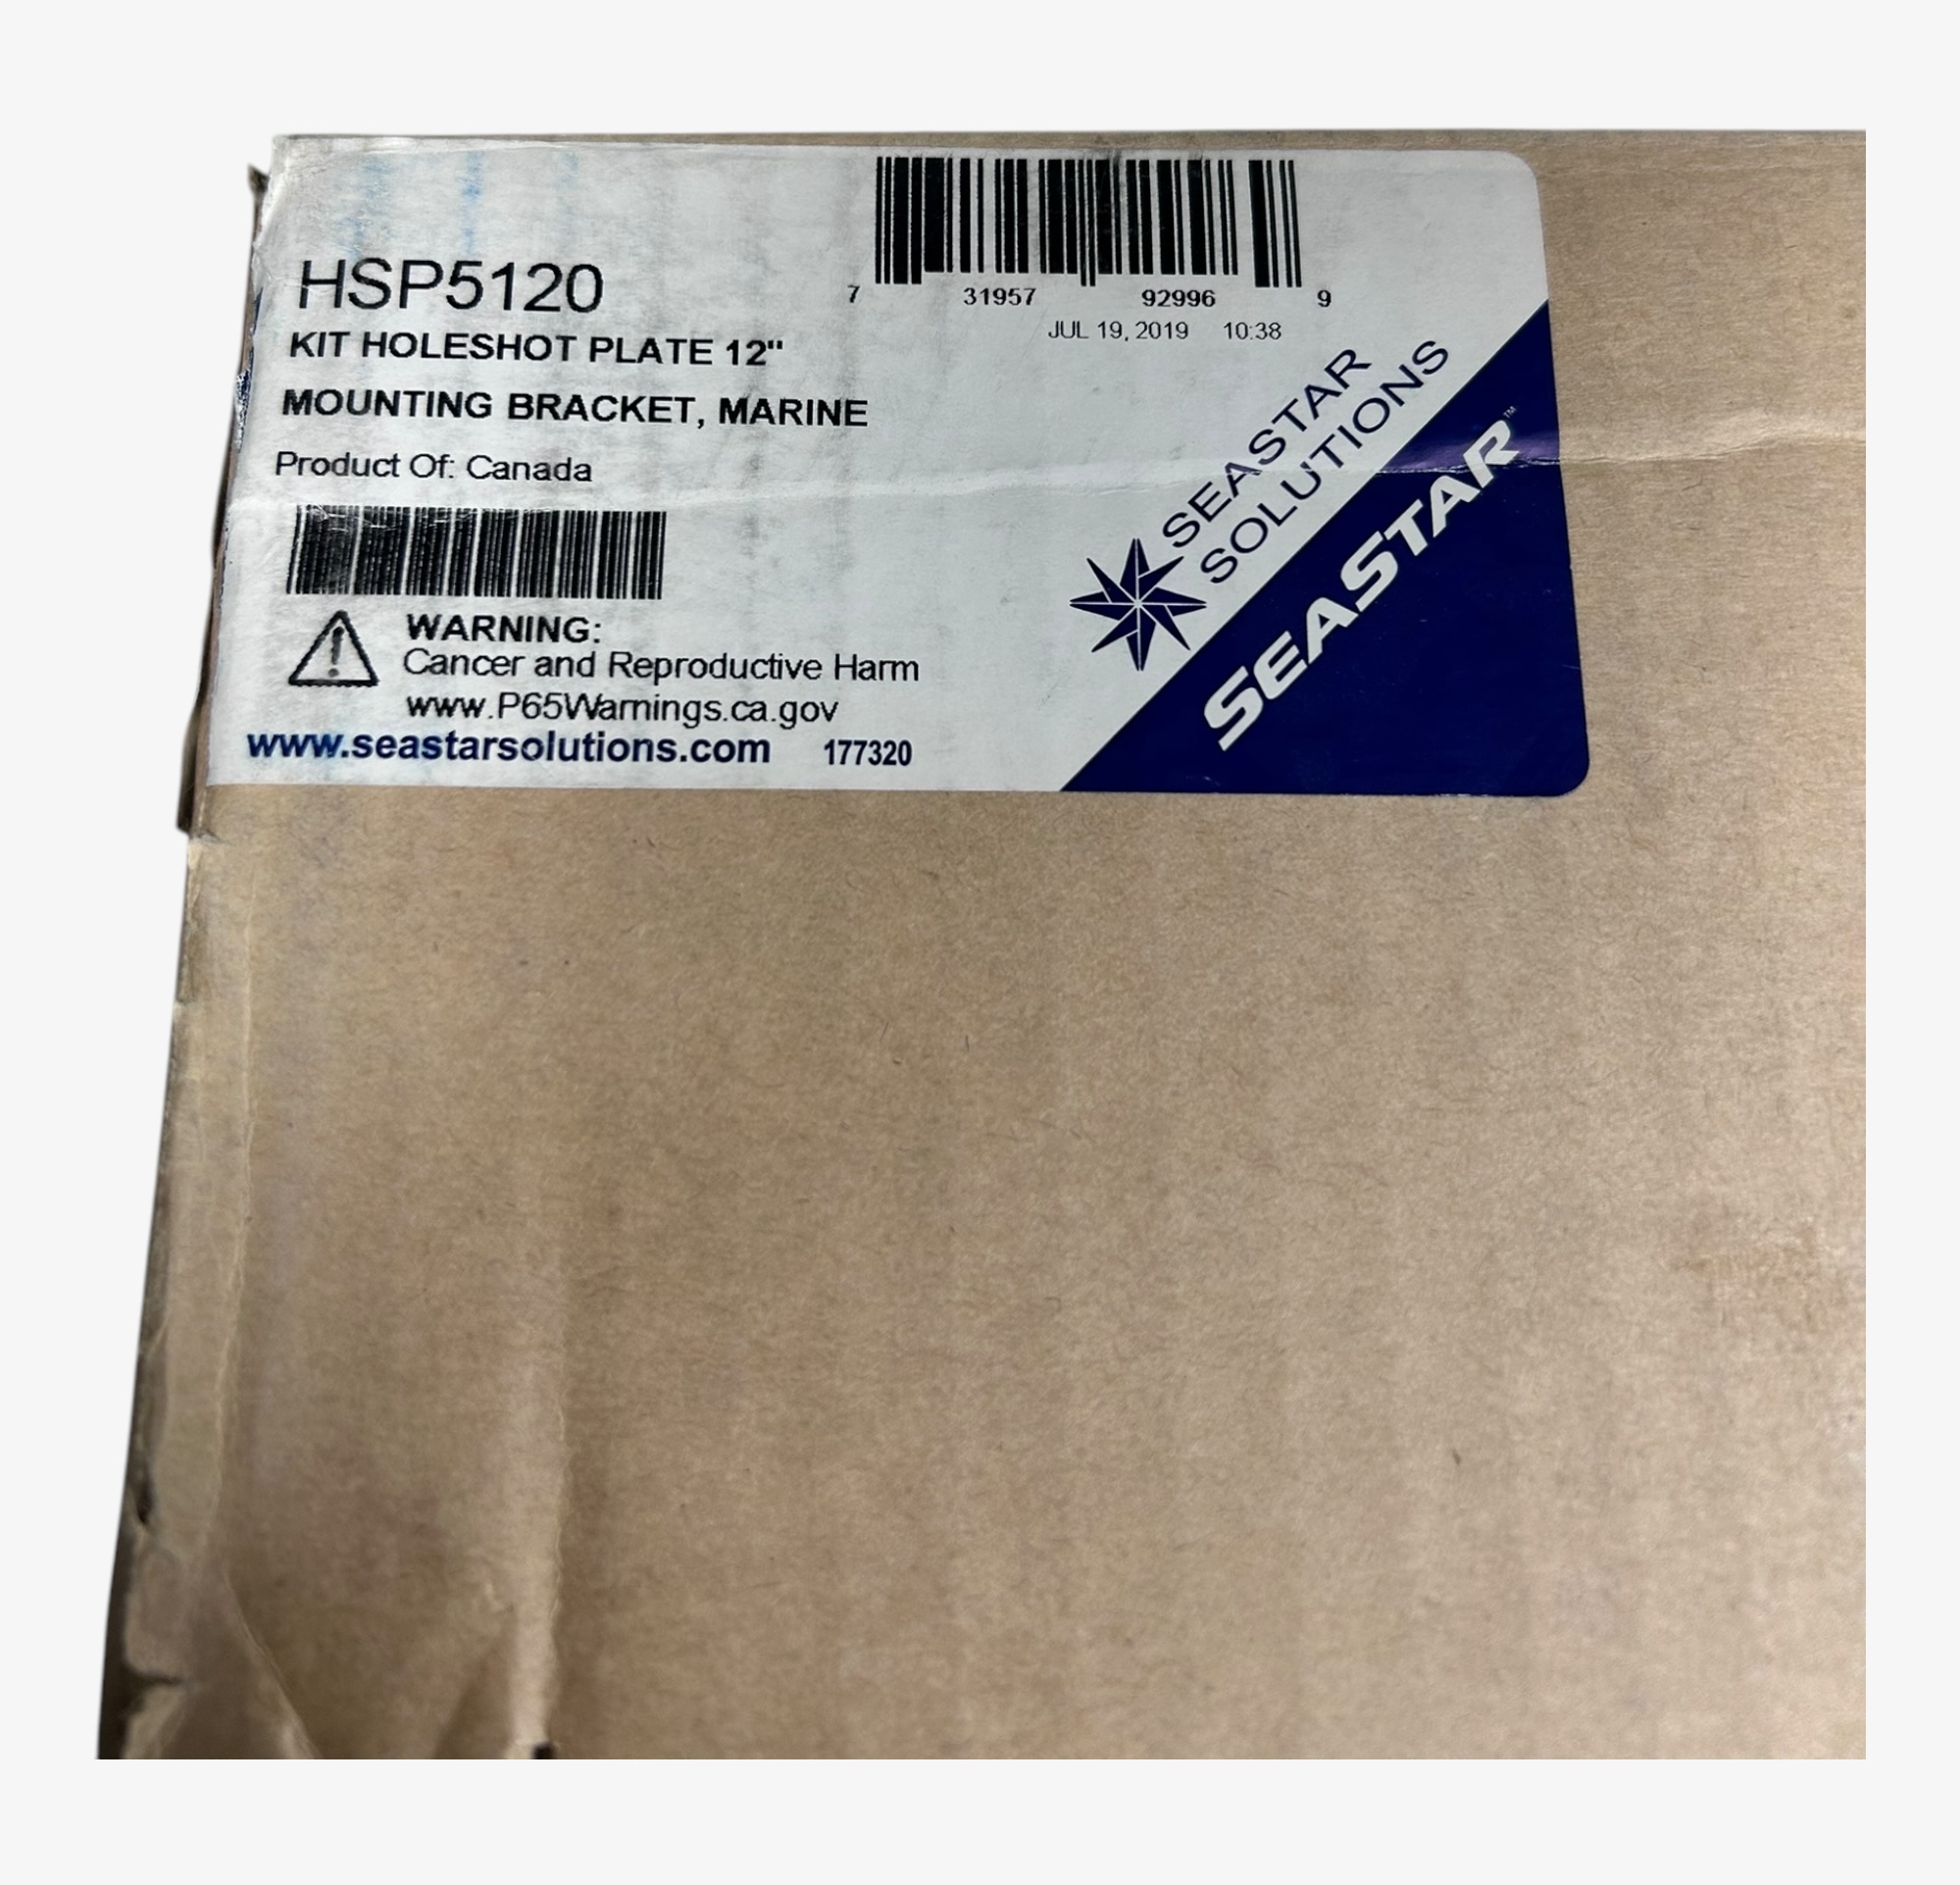 HSP5120
KIT HOLESHOT PLATE 12"
MOUNTING BRACKET, MARINE
Product Of: Canada
WARNING:
Cancer and Reproductive Harm
www.P65Warnings.ca.gov
www.seastarsolutions.com 177320
7 31957 92996 9
JUL 19, 2019 10:38
SEASTAR
SOLUTIONS
SEASTAR™